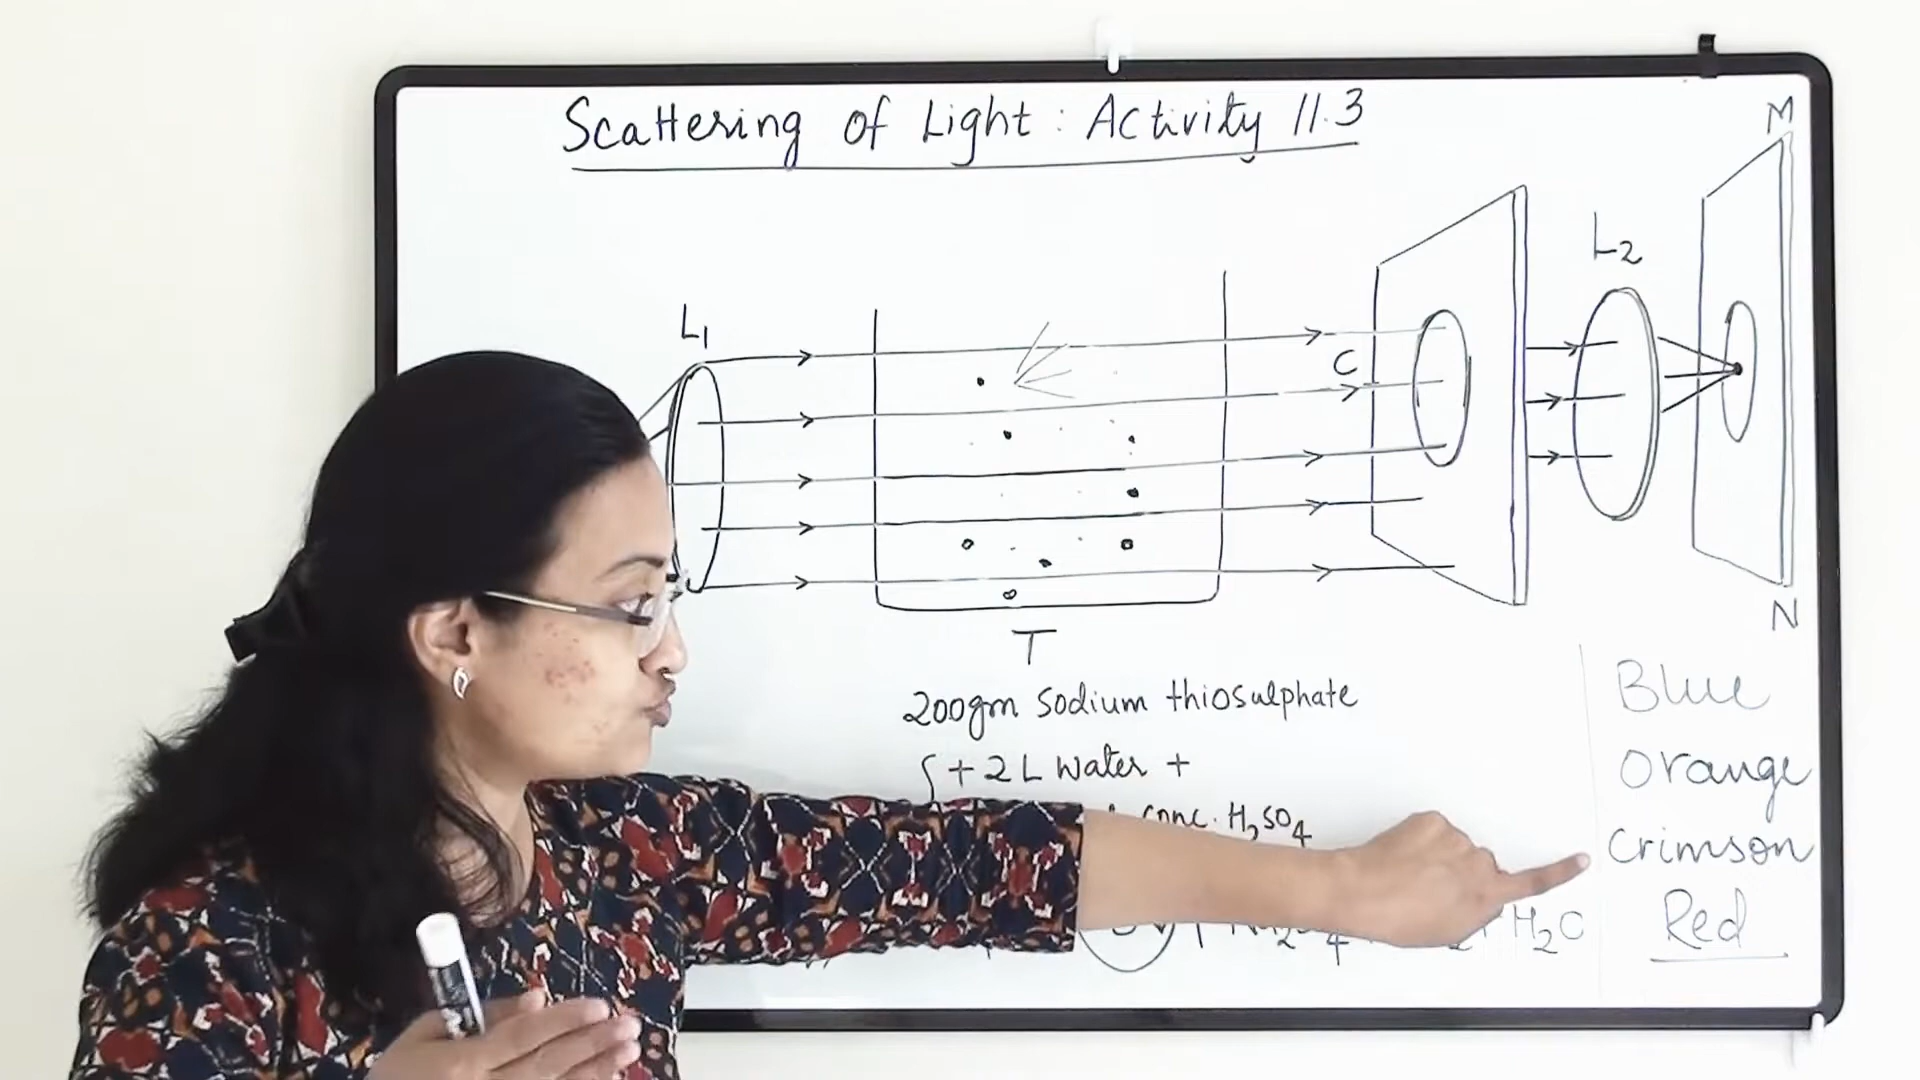 Scattering of Light : Activity 11.3
M
L2
L1
C
N
T
200gm sodium thiosulphate
+ 2 L water +
conc. H2SO4
Blue
Orange
Crimson
Red